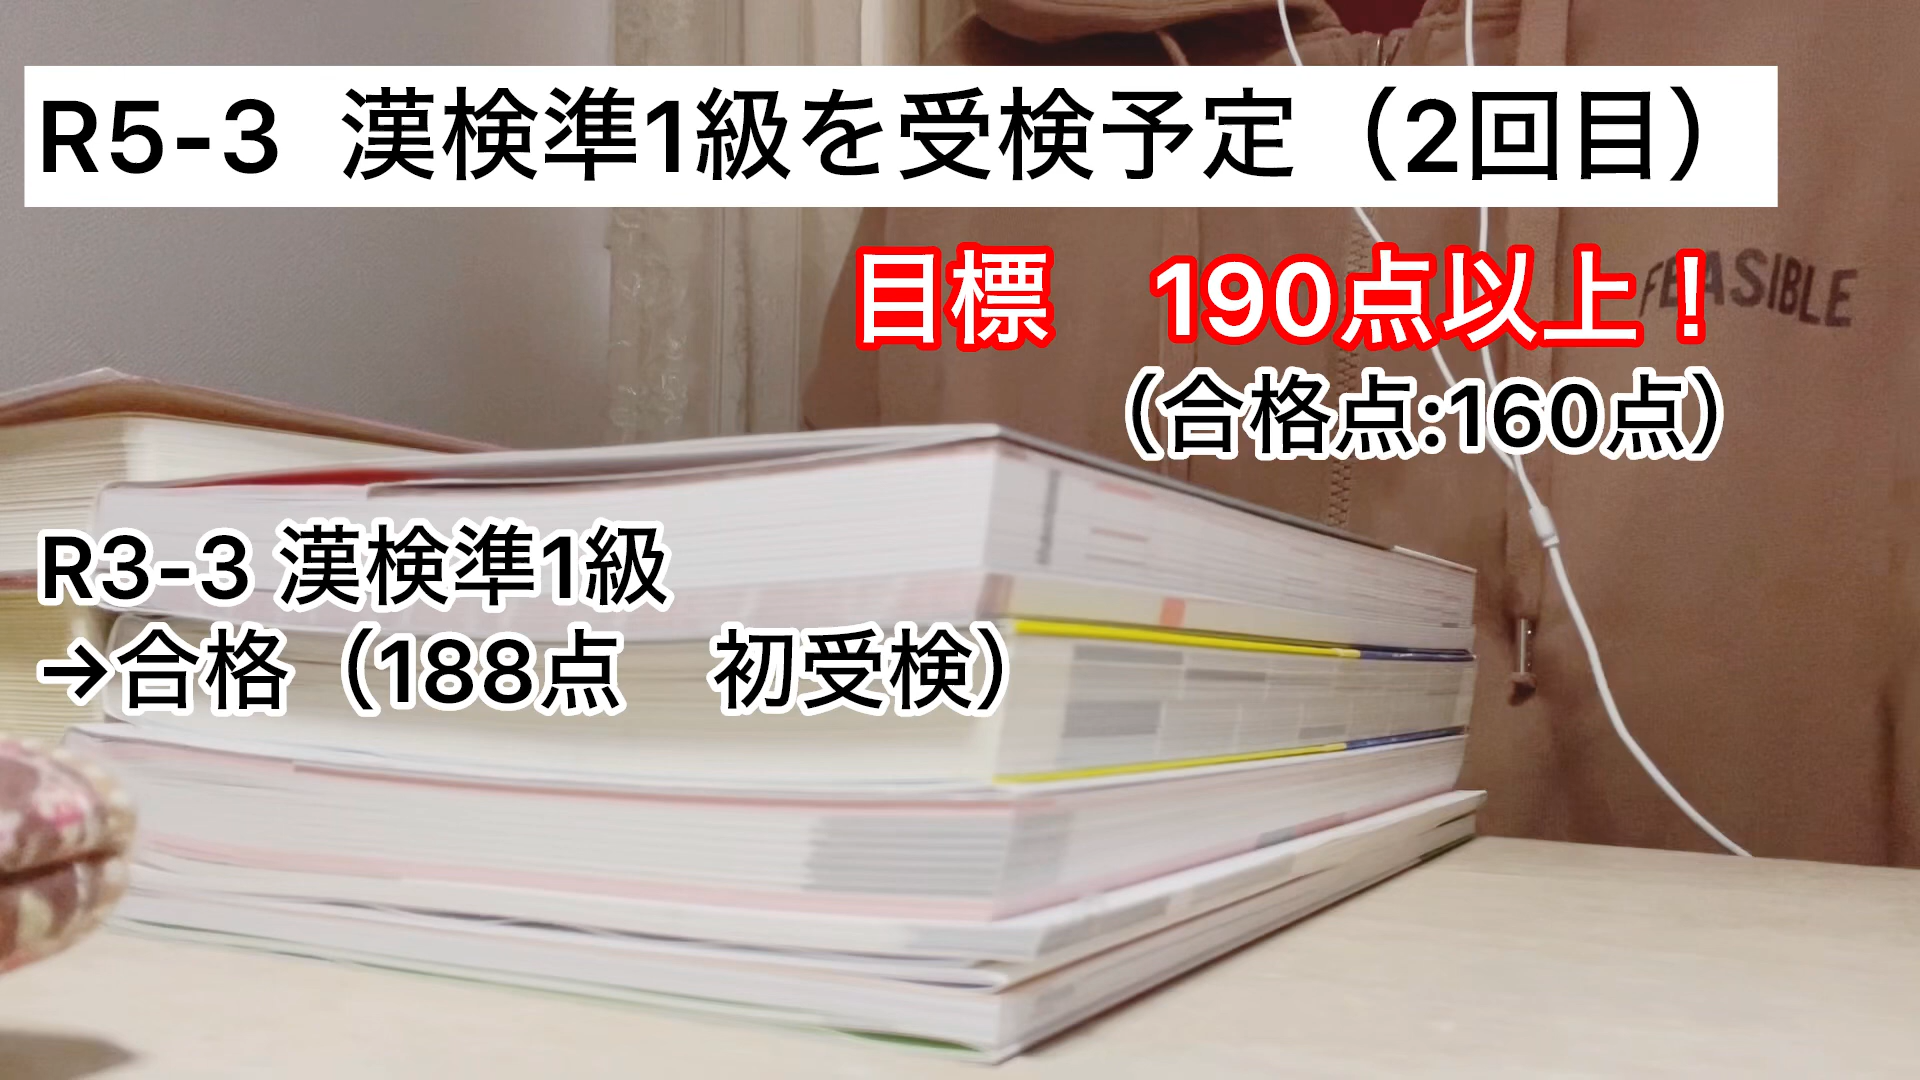 R5-3 漢検準1級を受検予定（2回目）
目標　190点以上！
FEASIBLE
（合格点:160点）
R3-3 漢検準1級
→合格（188点　初受検）